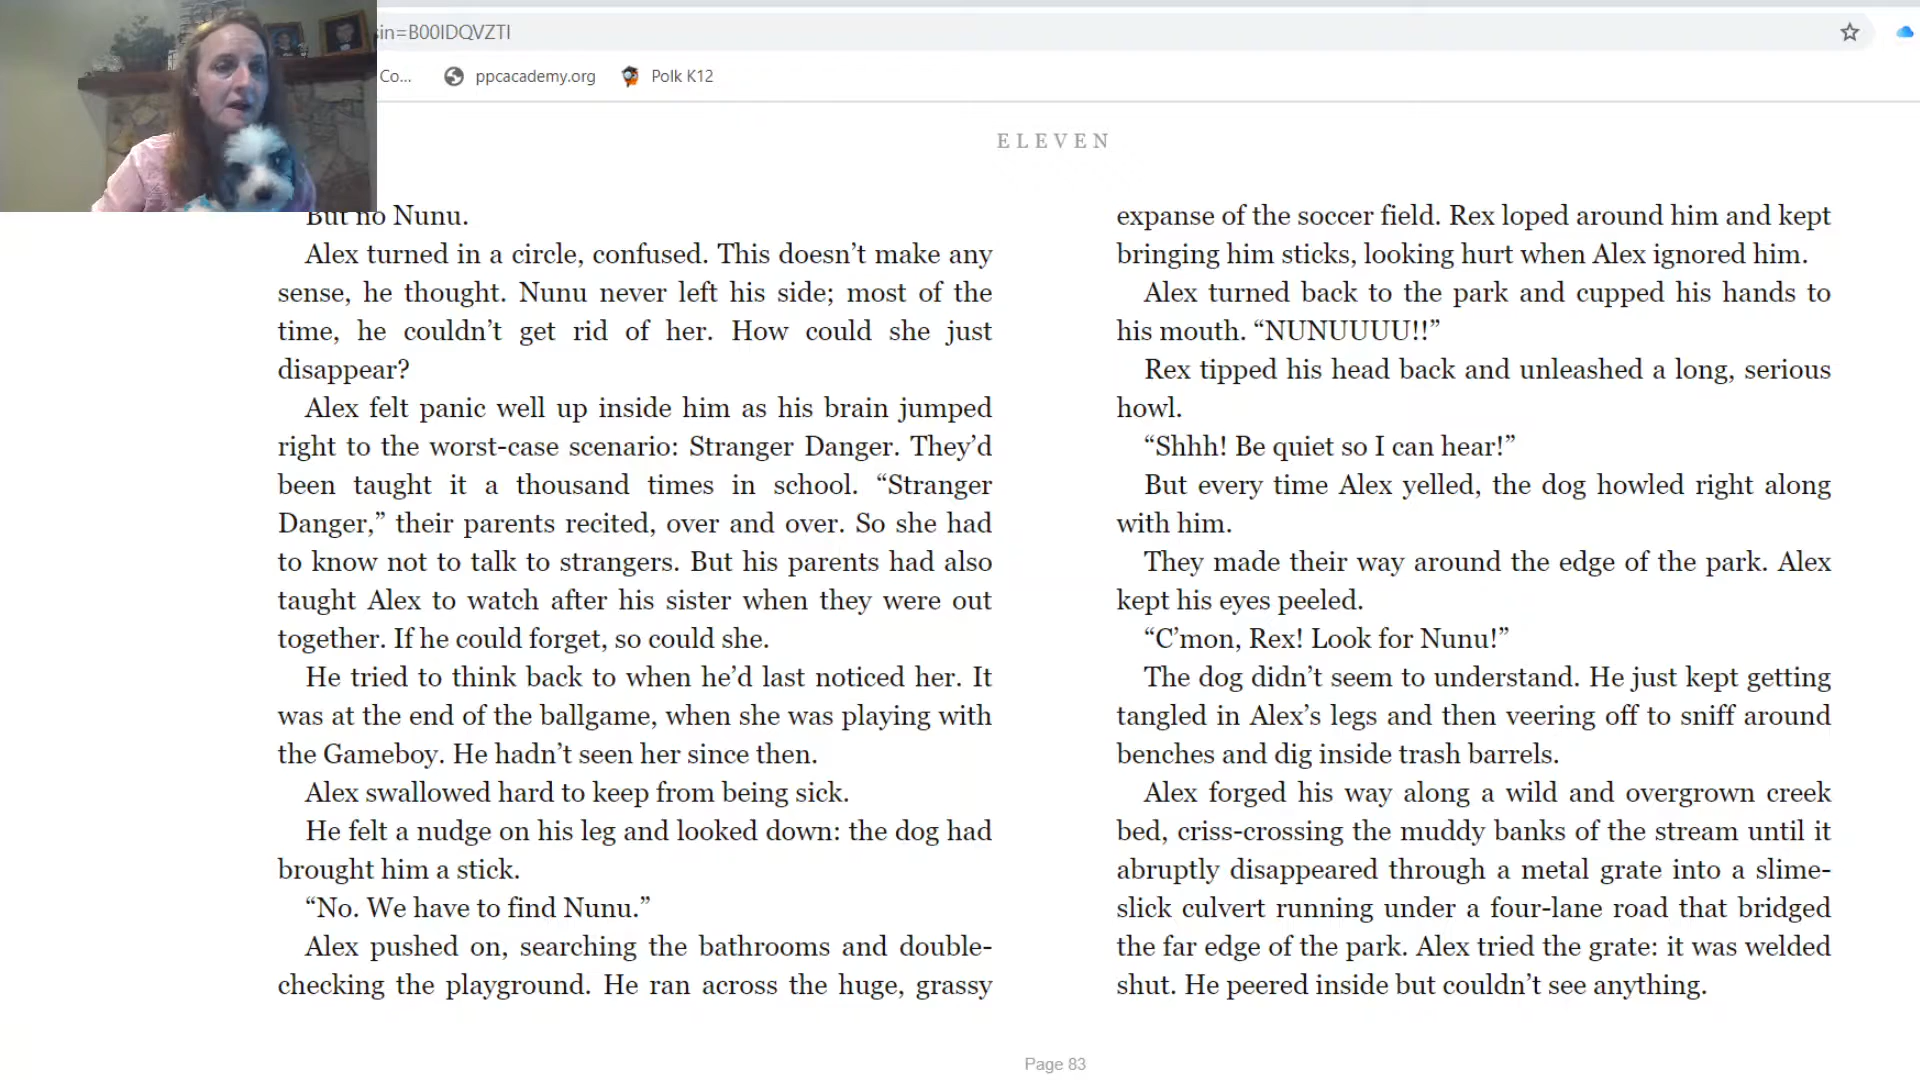 in=B00IDQVZTI
Co...
ppcacademy.org
Polk K12
ELEVEN
But no Nunu.
Alex turned in a circle, confused. This doesn’t make any
sense, he thought. Nunu never left his side; most of the
time, he couldn’t get rid of her. How could she just
disappear?
Alex felt panic well up inside him as his brain jumped
right to the worst-case scenario: Stranger Danger. They’d
been taught it a thousand times in school. “Stranger
Danger,” their parents recited, over and over. So she had
to know not to talk to strangers. But his parents had also
taught Alex to watch after his sister when they were out
together. If he could forget, so could she.
He tried to think back to when he’d last noticed her. It
was at the end of the ballgame, when she was playing with
the Gameboy. He hadn’t seen her since then.
Alex swallowed hard to keep from being sick.
He felt a nudge on his leg and looked down: the dog had
brought him a stick.
“No. We have to find Nunu.”
Alex pushed on, searching the bathrooms and double-
checking the playground. He ran across the huge, grassy
expanse of the soccer field. Rex loped around him and kept
bringing him sticks, looking hurt when Alex ignored him.
Alex turned back to the park and cupped his hands to
his mouth. “NUNUUUU!!”
Rex tipped his head back and unleashed a long, serious
howl.
“Shhh! Be quiet so I can hear!”
But every time Alex yelled, the dog howled right along
with him.
They made their way around the edge of the park. Alex
kept his eyes peeled.
“C’mon, Rex! Look for Nunu!”
The dog didn’t seem to understand. He just kept getting
tangled in Alex’s legs and then veering off to sniff around
benches and dig inside trash barrels.
Alex forged his way along a wild and overgrown creek
bed, criss-crossing the muddy banks of the stream until it
abruptly disappeared through a metal grate into a slime-
slick culvert running under a four-lane road that bridged
the far edge of the park. Alex tried the grate: it was welded
shut. He peered inside but couldn’t see anything.
Page 83